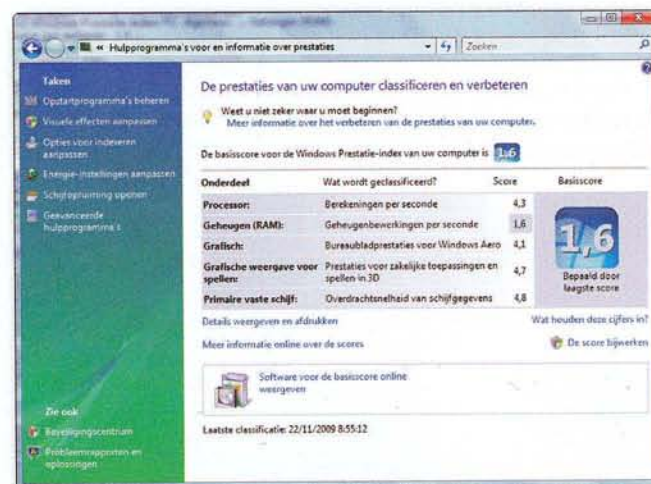 « Hulpprogramma's voor en informatie over prestaties
Zoeken
Taken
Opstartprogramma's beheren
Visuele effecten aanpassen
Opties voor indexeren
aanpassen
Energie-instellingen aanpassen
Schijfopruiming openen
Geavanceerde
hulpprogramma's
Zie ook
Beveiligingscentrum
Probleemrapporten en
oplossingen
De prestaties van uw computer classificeren en verbeteren
Weet u niet zeker waar u moet beginnen?
Meer informatie over het verbeteren van de prestaties van uw computer.
De basisscore voor de Windows Prestatie-index van uw computer is 1,6
Onderdeel Wat wordt geclassificeerd? Score Basisscore
Processor: Berekeningen per seconde 4,3
Geheugen (RAM): Geheugenbewerkingen per seconde 1,6
Grafisch: Bureaubladprestaties voor Windows Aero 4,1
Grafische weergave voor
spellen:
Prestaties voor zakelijke toepassingen en
spellen in 3D
4,7
Primaire vaste schijf: Overdrachtsnelheid van schijfgegevens 4,8
1,6
Bepaald door
laagste score
Details weergeven en afdrukken
Wat houden deze cijfers in?
Meer informatie online over de scores
De score bijwerken
Software voor de basisscore online
weergeven
Laatste classificatie: 22/11/2009 8:55:12